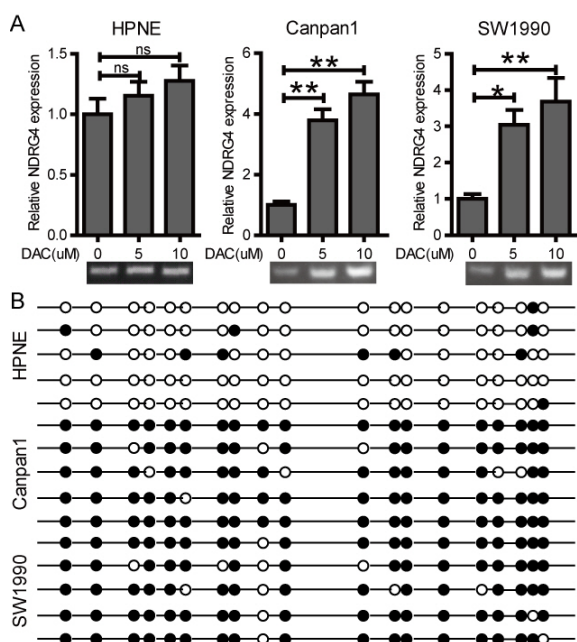 A
HPNE
Canpan1
SW1990
Relative NDRG4 expression
1.5
1.0
0.5
0.0
ns
ns
DAC(uM)
0 5 10
Relative NDRG4 expression
6
4
2
0
**
**
DAC(uM)
0 5 10
Relative NDRG4 expression
5
4
3
2
1
0
*
**
DAC(uM)
0 5 10
B
HPNE
Canpan1
SW1990